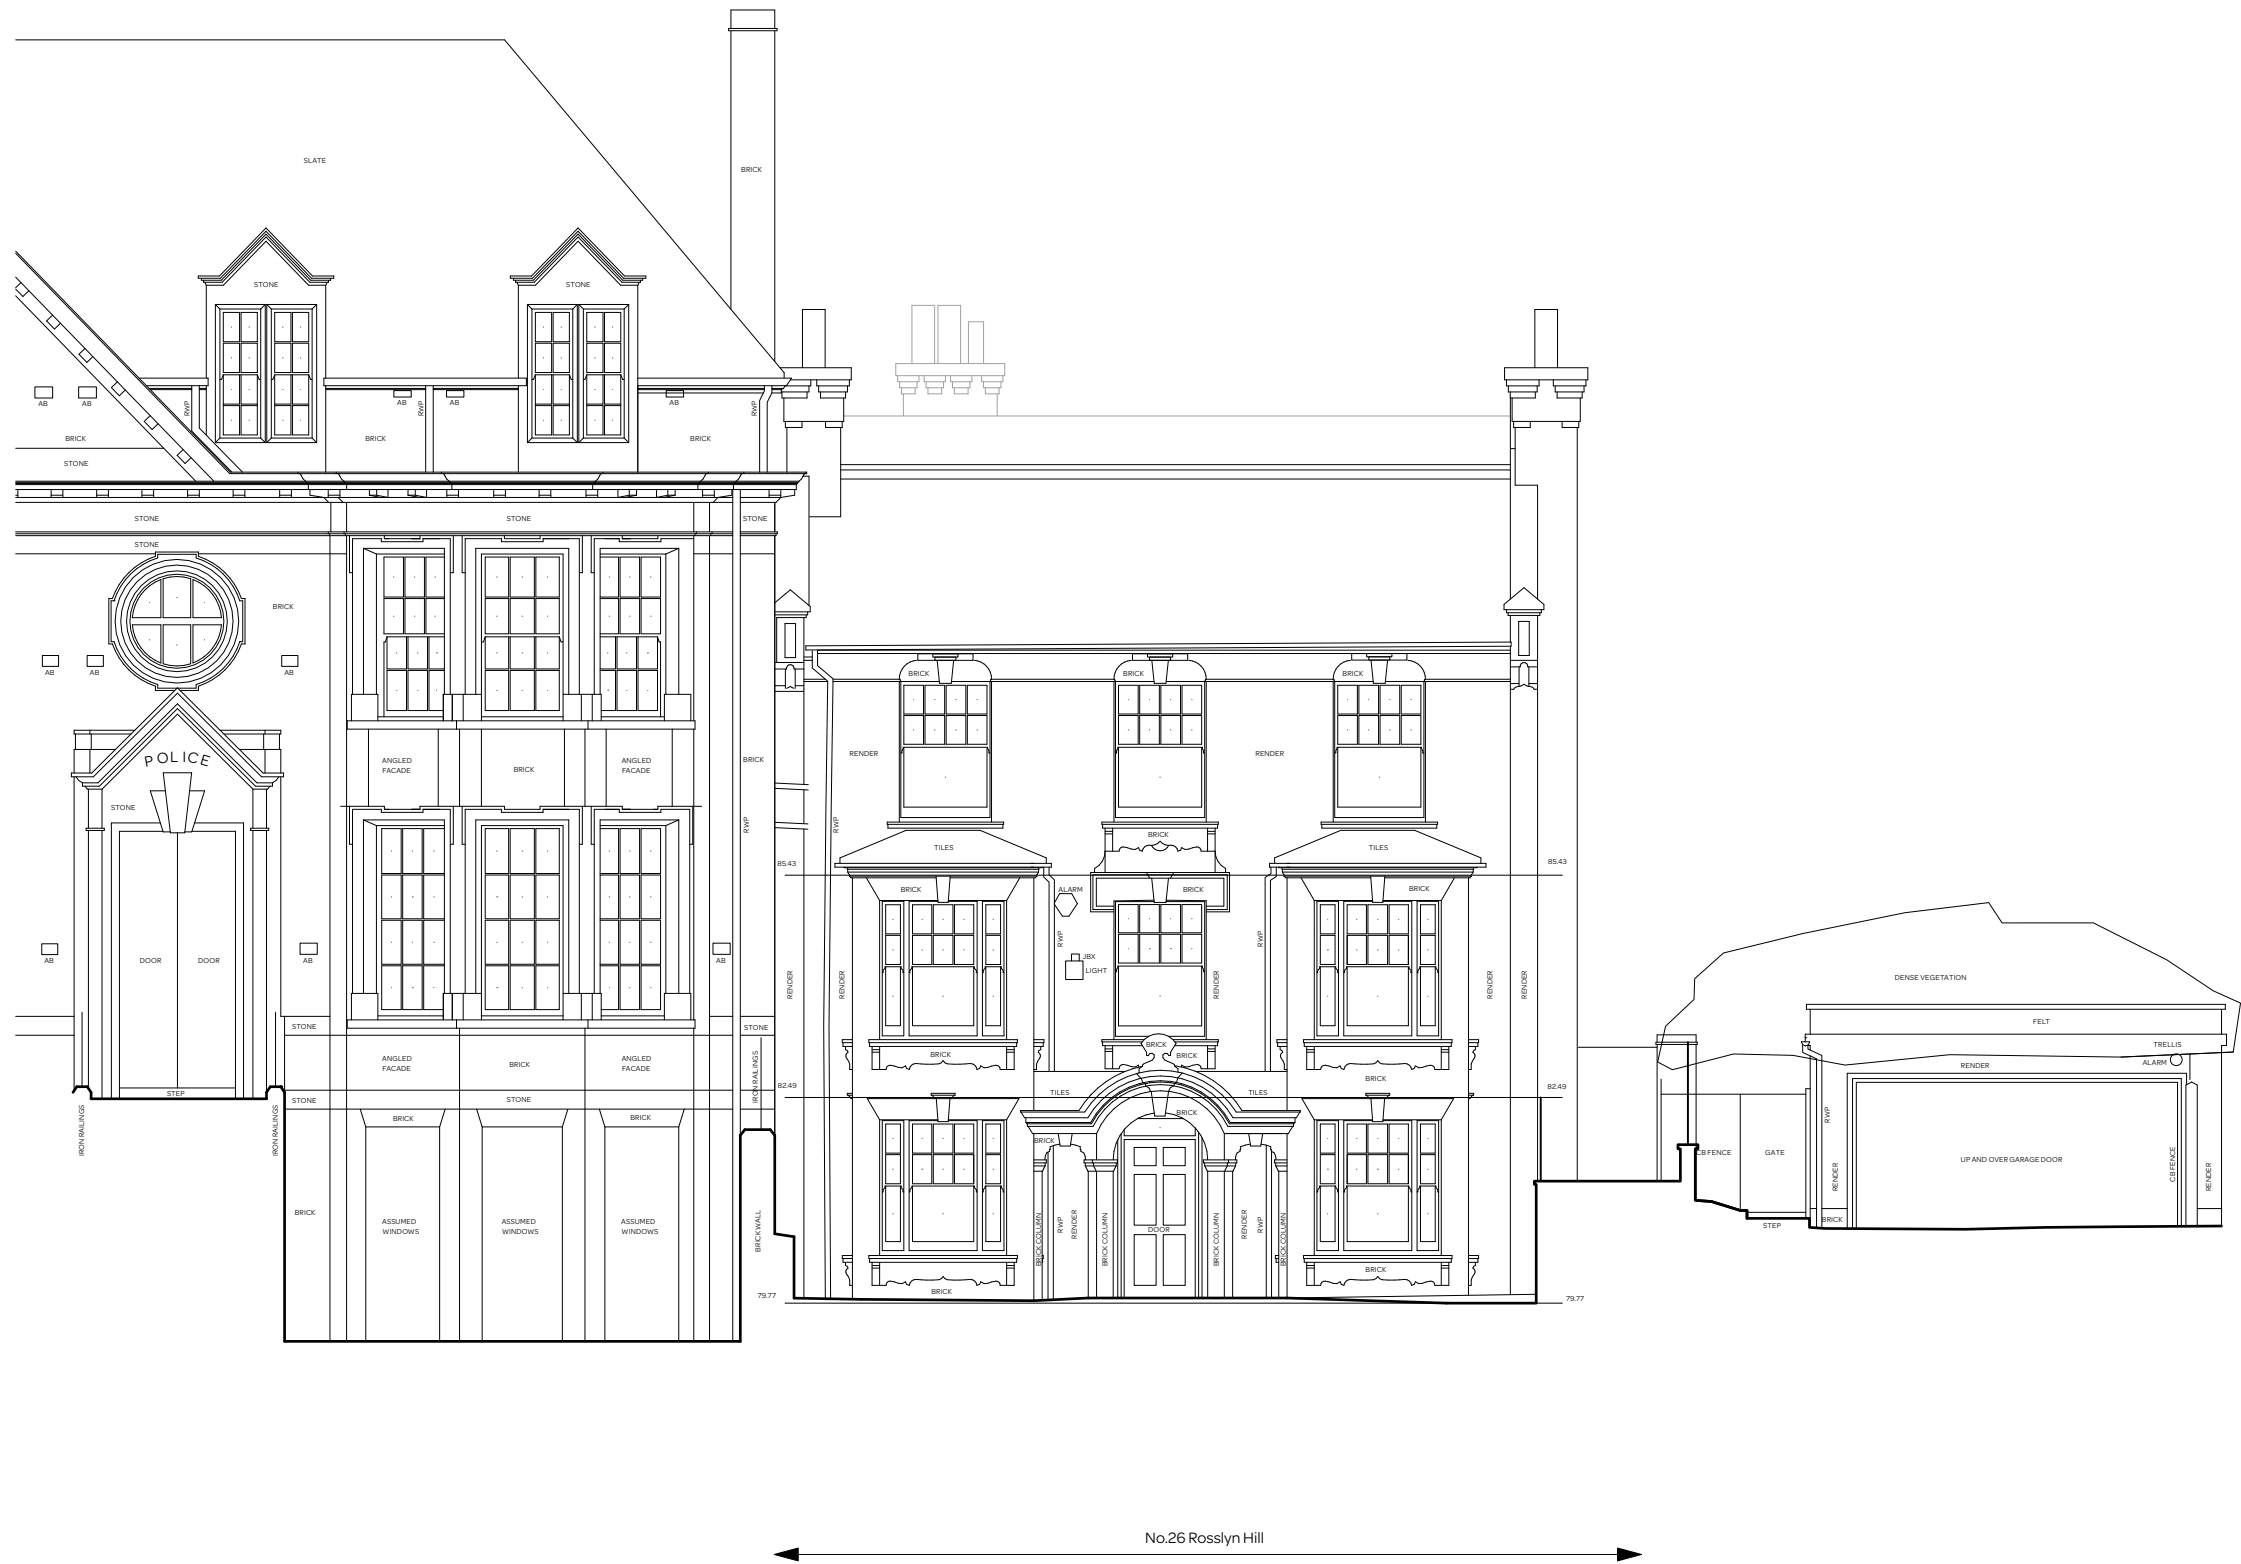 SLATE
BRICK
STONE
STONE
AB
AB
RWP
AB
RWP
AB
AB
RWP
BRICK
BRICK
BRICK
STONE
STONE
STONE
STONE
STONE
BRICK
AB
AB
AB
BRICK
BRICK
BRICK
POLICE
STONE
ANGLED
FACADE
BRICK
ANGLED
FACADE
BRICK
RENDER
RENDER
RWP
RWP
BRICK
TILES
TILES
85.43
85.43
BRICK
ALARM
BRICK
BRICK
RWP
RWP
AB
DOOR
DOOR
AB
AB
JBX
LIGHT
RENDER
RENDER
RENDER
RENDER
RENDER
DENSE VEGETATION
FELT
TRELLIS
ALARM
RENDER
STONE
STONE
BRICK
BRICK
BRICK
ANGLED
FACADE
BRICK
ANGLED
FACADE
IRON RAILINGS
BRICK
82.49
82.49
STEP
TILES
TILES
STONE
STONE
BRICK
BRICK
BRICK
IRON RAILINGS
IRON RAILINGS
BRICK
RWP
CB FENCE
GATE
UP AND OVER GARAGE DOOR
CB FENCE
RENDER
RENDER
BRICK
ASSUMED
WINDOWS
ASSUMED
WINDOWS
ASSUMED
WINDOWS
BRICK WALL
BRICK COLUMN
RWP
RENDER
BRICK COLUMN
DOOR
BRICK COLUMN
RENDER
RWP
BRICK COLUMN
STEP
BRICK
BRICK
BRICK
79.77
79.77
No.26 Rosslyn Hill